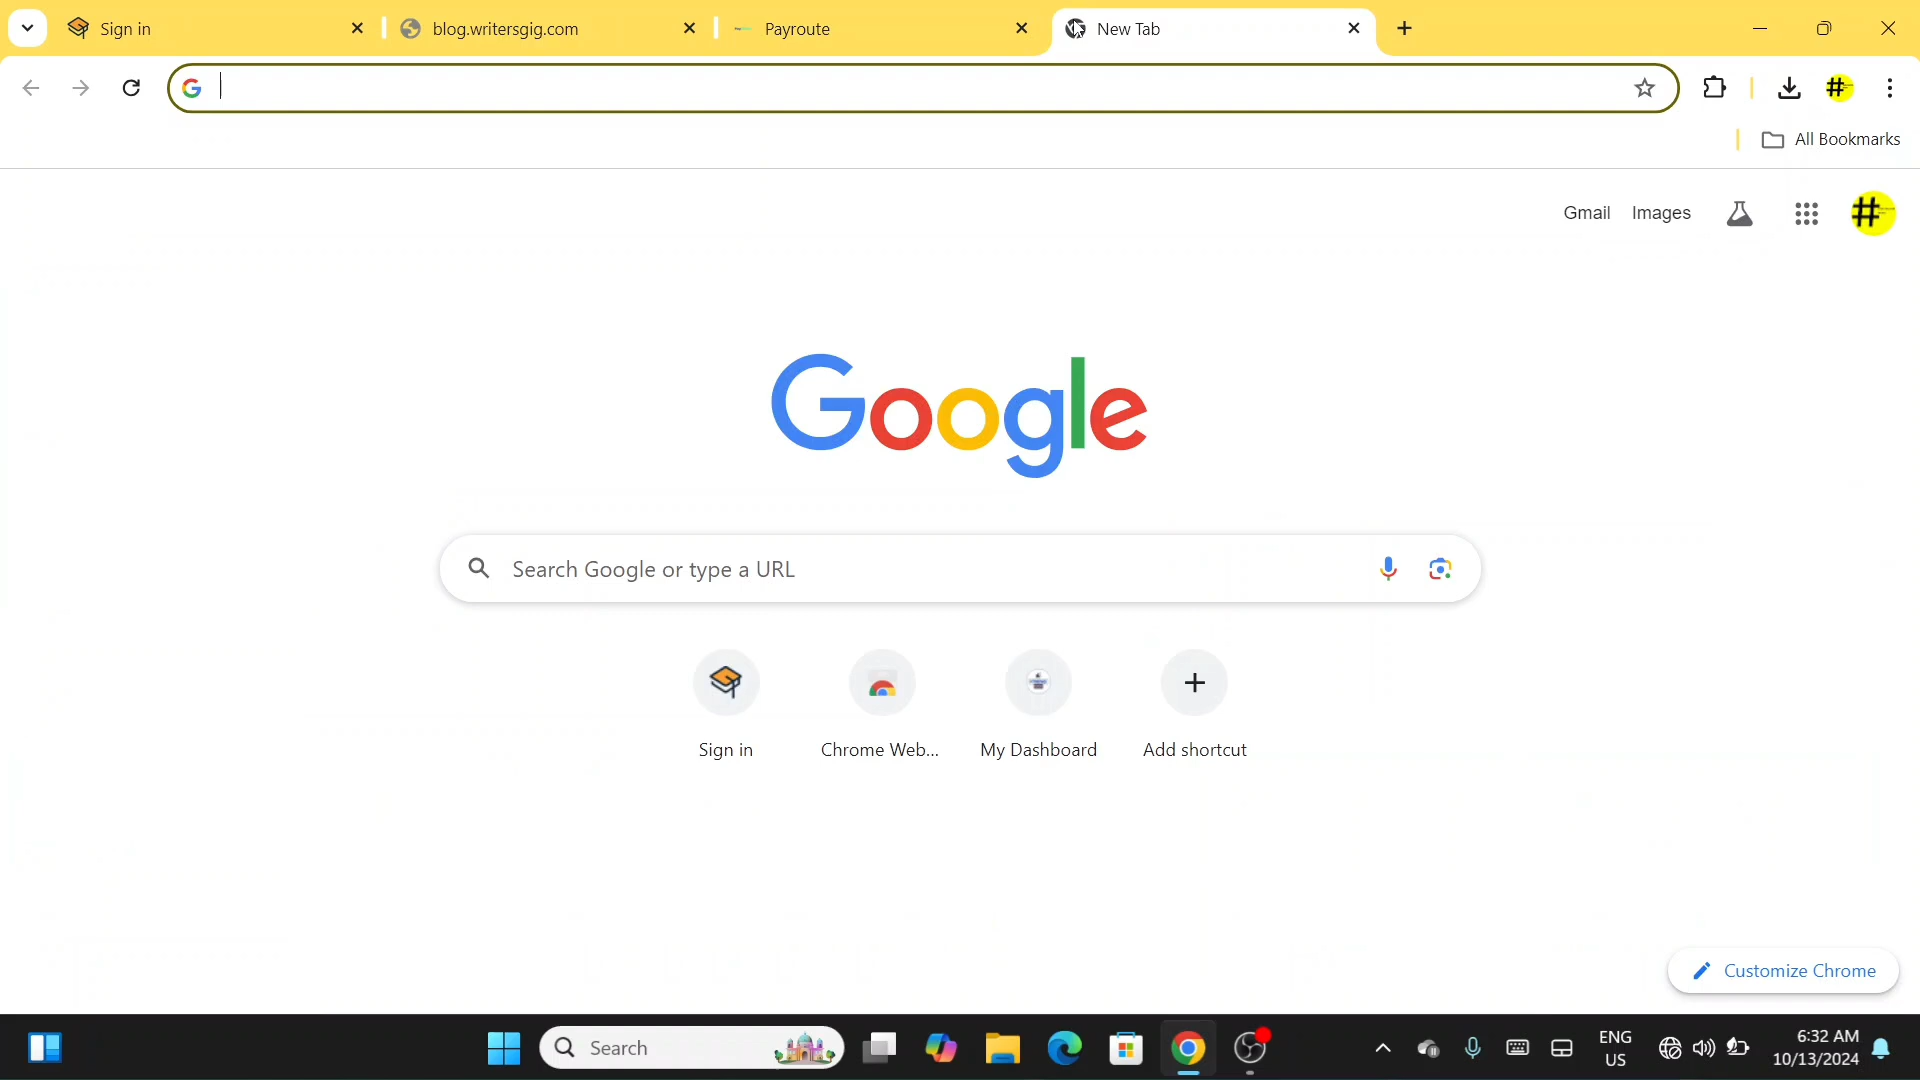 Sign in
blog.writersgig.com
Payroute
New Tab
All Bookmarks
Gmail
Images
#
Google
Search Google or type a URL
Sign in
Chrome Web...
My Dashboard
Add shortcut
Customize Chrome
Search
ENG
US
6:32 AM
10/13/2024